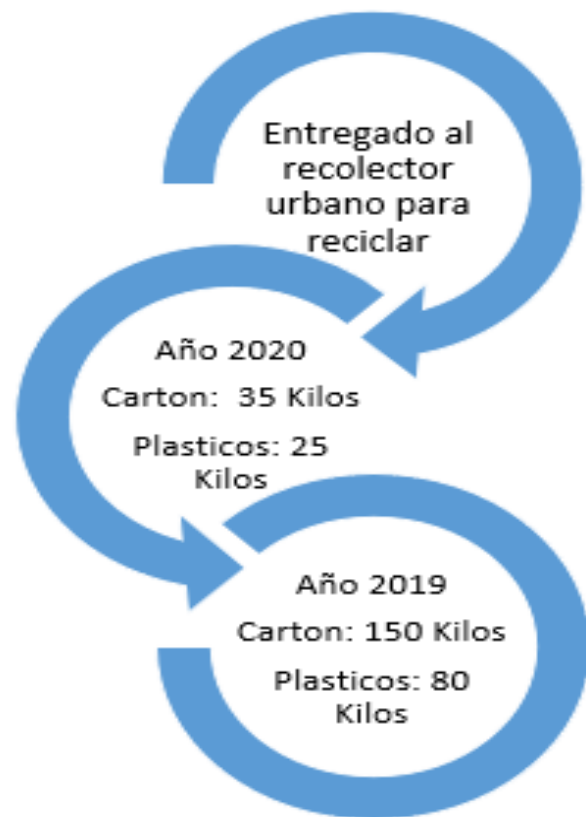 Entregado al
recolector
urbano para
reciclar
Año 2020
Carton: 35 Kilos
Plasticos: 25
Kilos
Año 2019
Carton: 150 Kilos
Plasticos: 80
Kilos